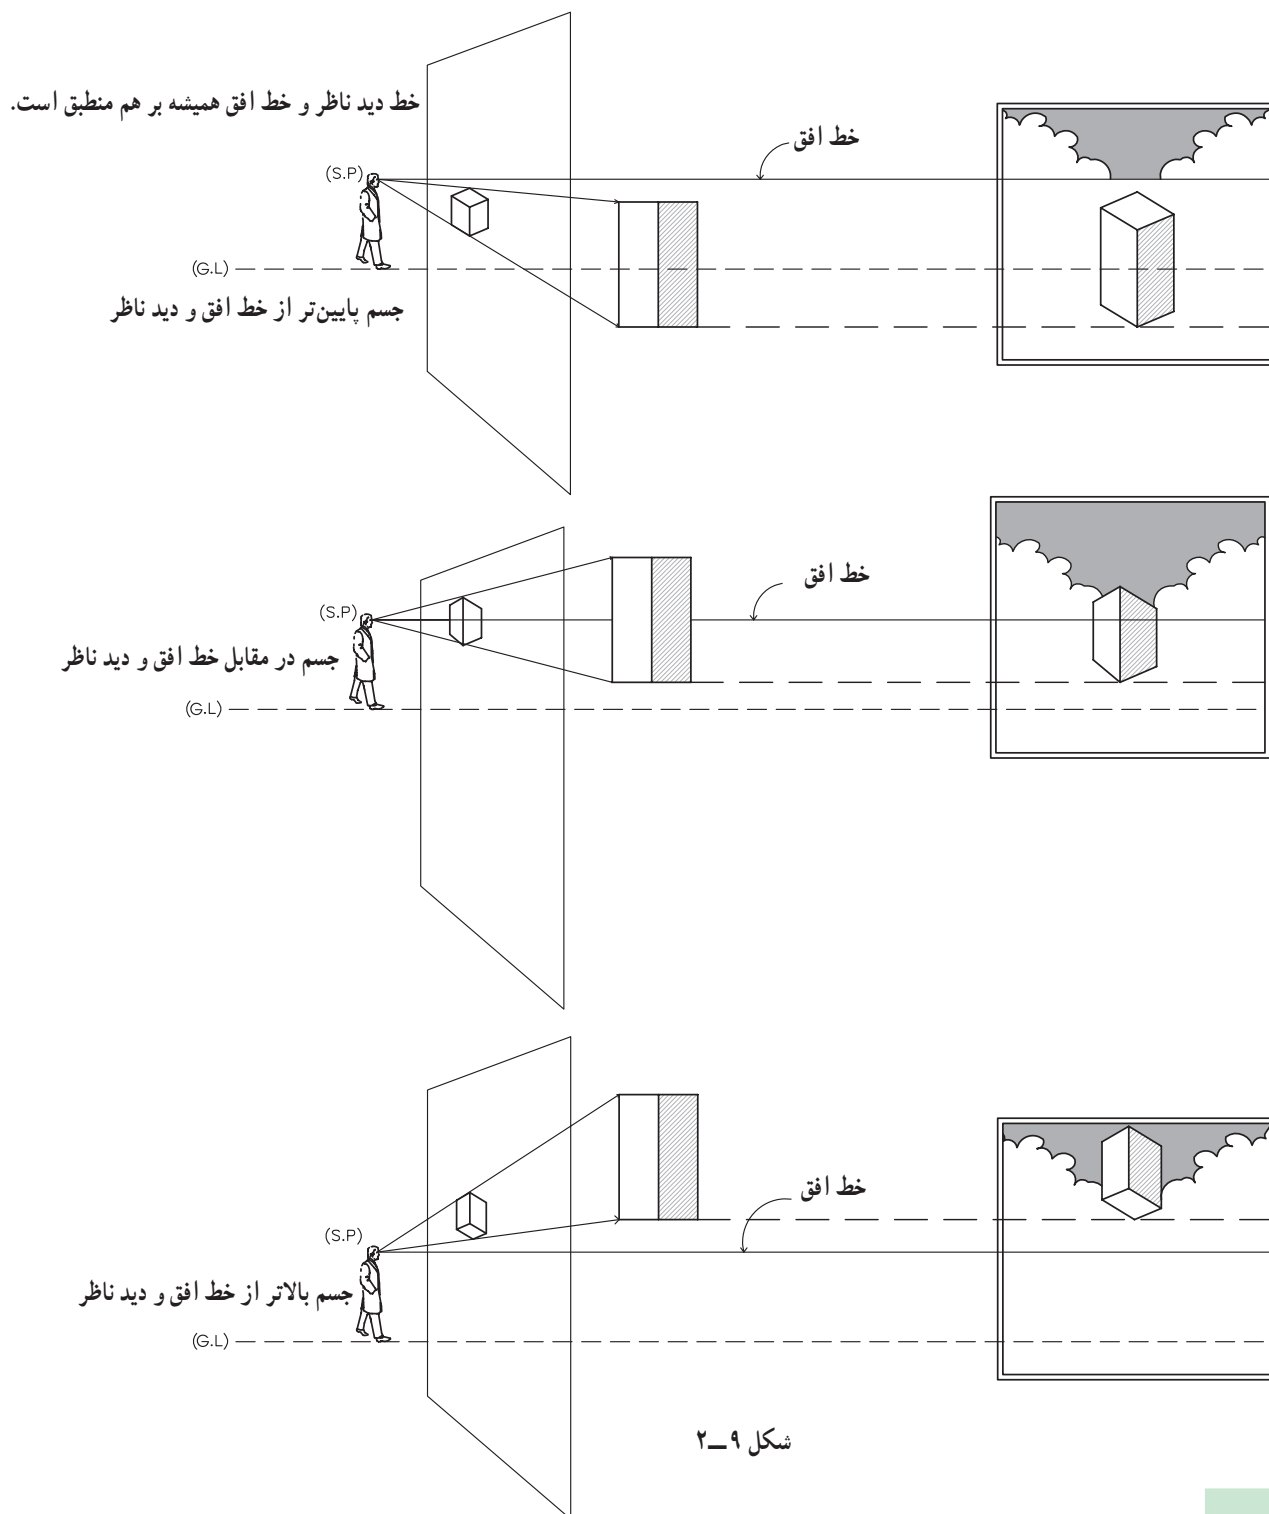 خط دید ناظر و خط افق همیشه بر هم منطبق است.
خط افق
(S.P)
(G.L)
جسم پایین‌تر از خط افق و دید ناظر
خط افق
(S.P)
جسم در مقابل خط افق و دید ناظر
(G.L)
خط افق
(S.P)
جسم بالاتر از خط افق و دید ناظر
(G.L)
شکل ۹ــ۲